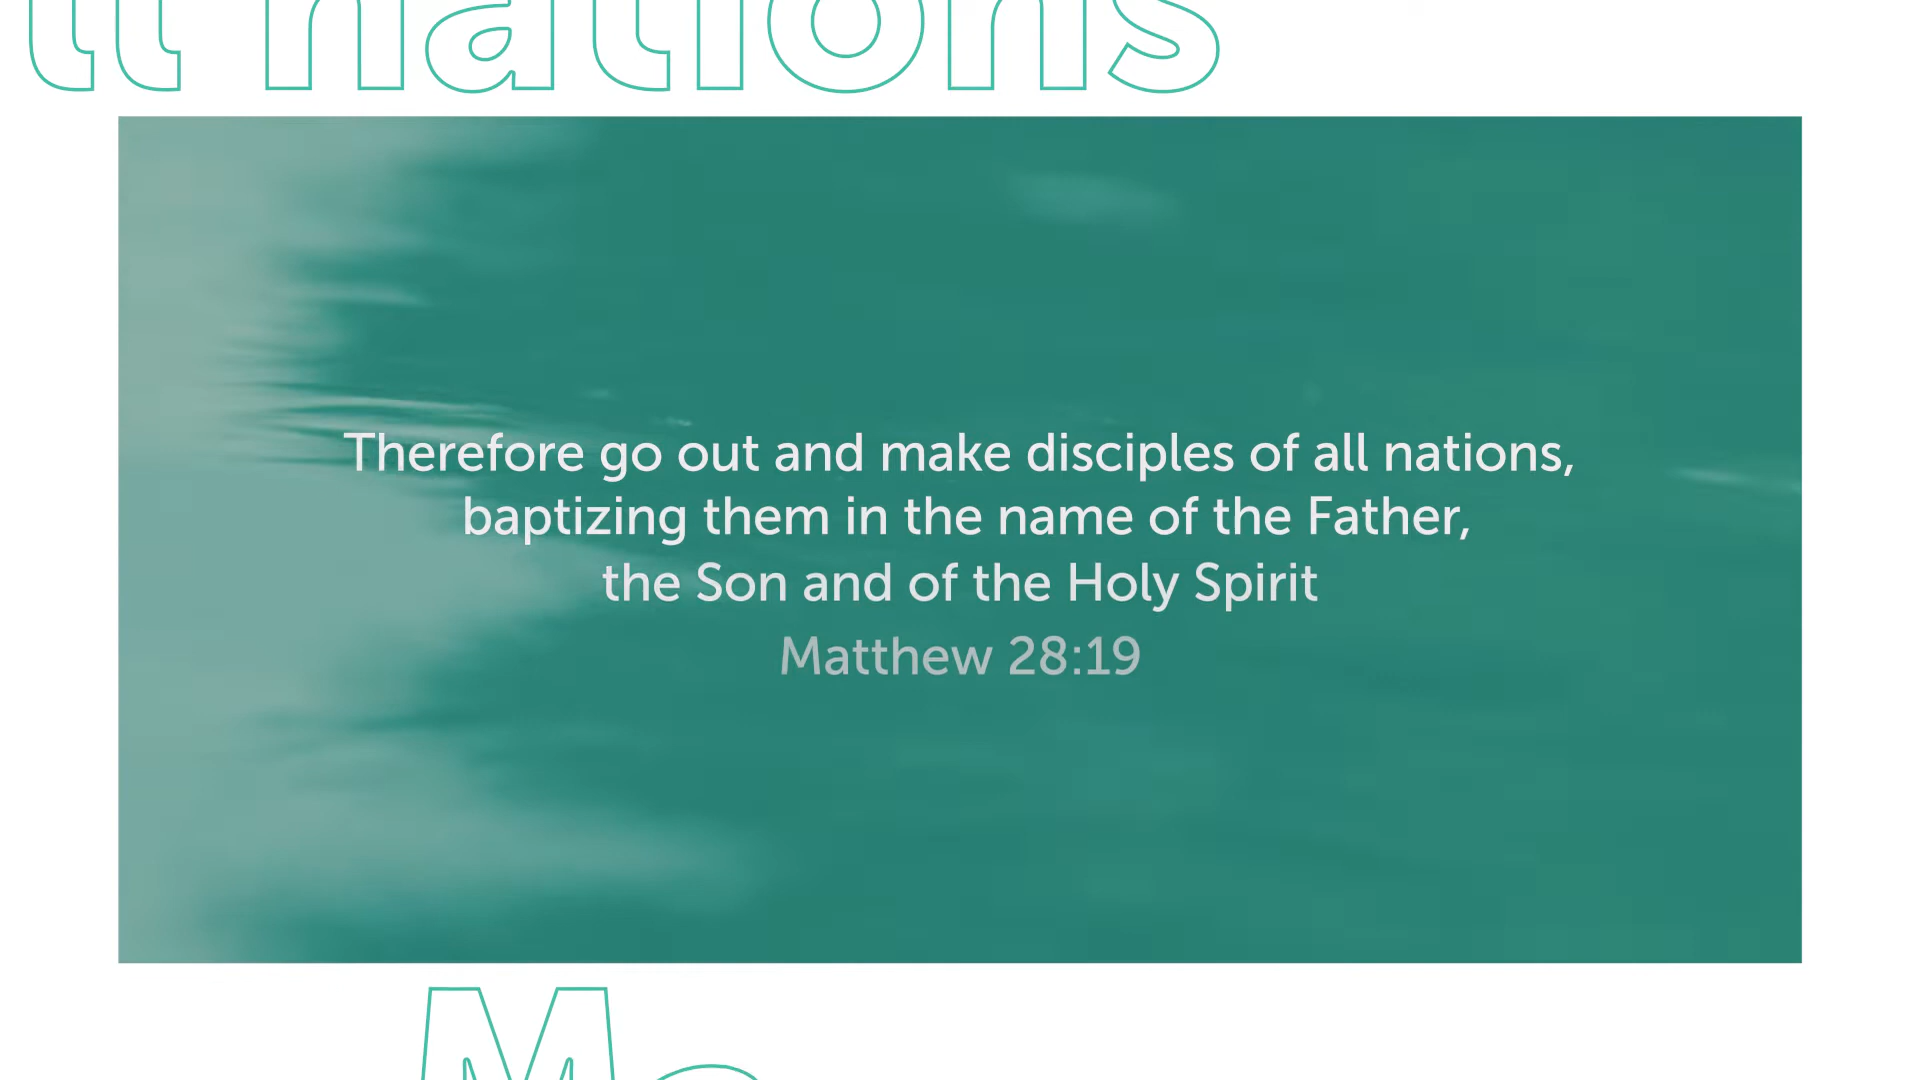 ll nations
Therefore go out and make disciples of all nations,
baptizing them in the name of the Father,
the Son and of the Holy Spirit
Matthew 28:19